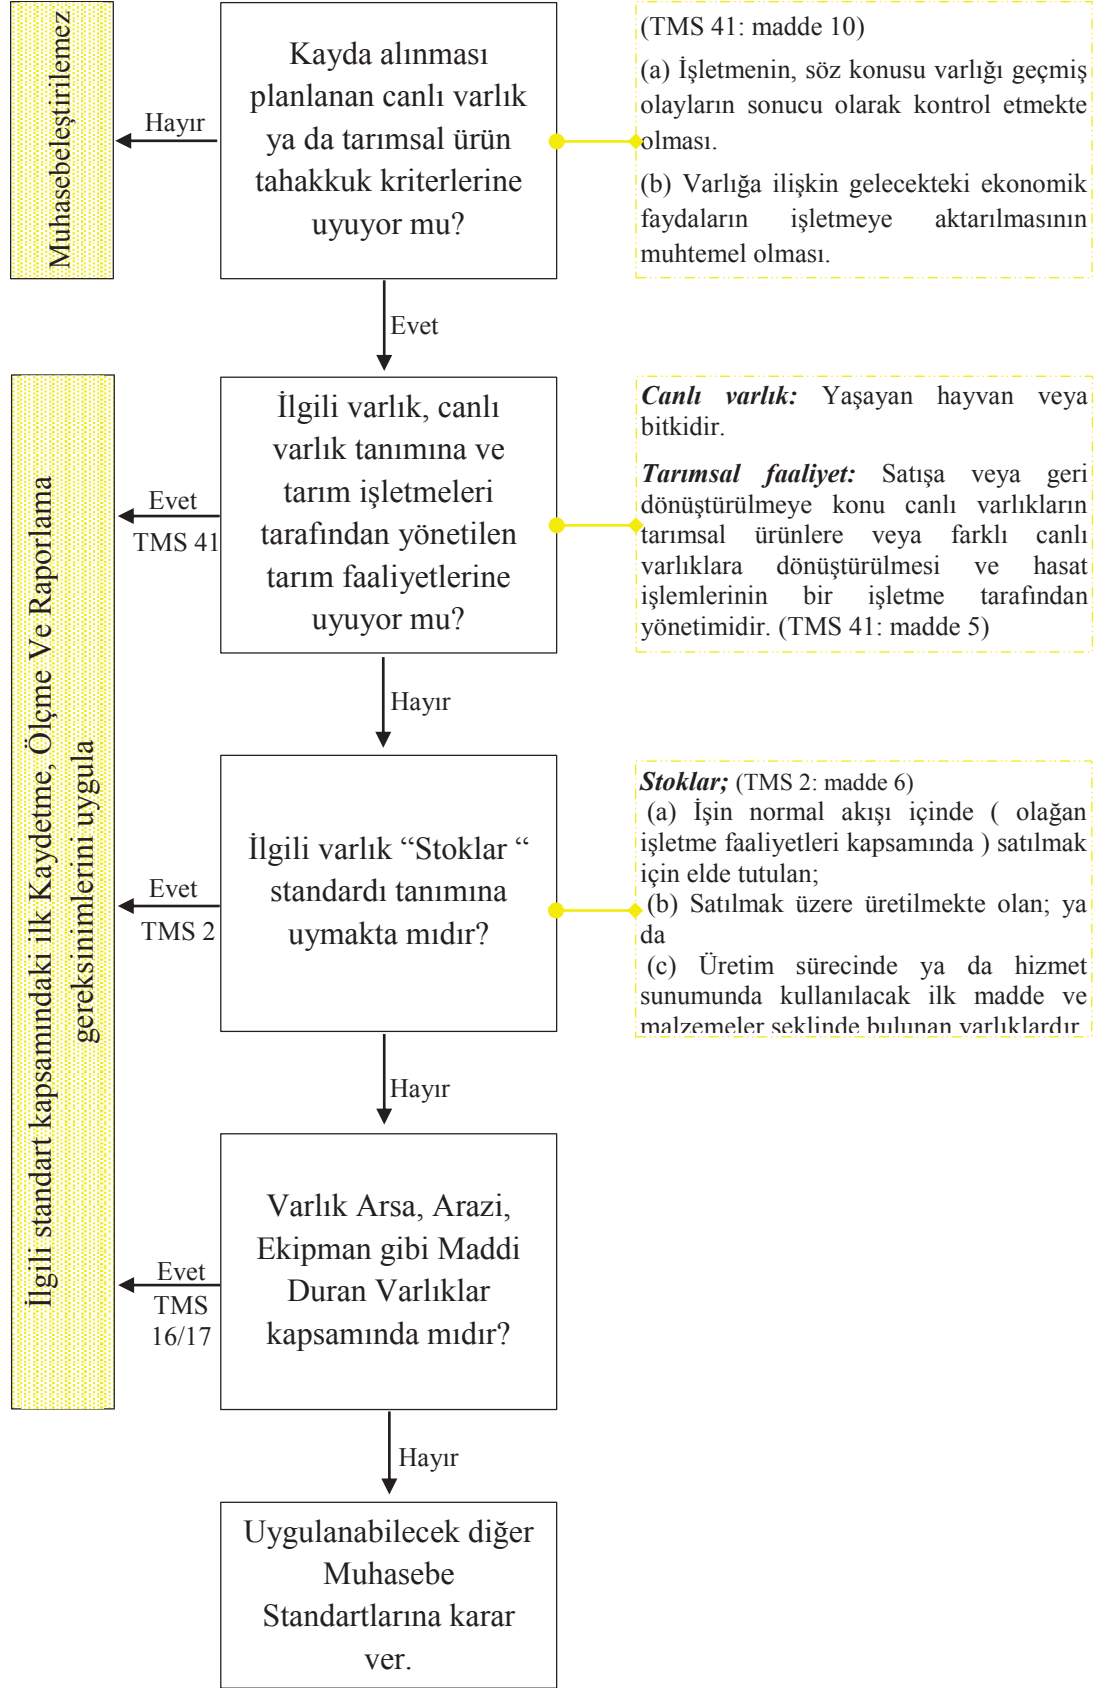 Muhasebeleştirilemez
Hayır
Kayda alınması
planlanan canlı varlık
ya da tarımsal ürün
tahakkuk kriterlerine
uyuyor mu?
(TMS 41: madde 10)
(a) İşletmenin, söz konusu varlığı geçmiş
olayların sonucu olarak kontrol etmekte
olması.
(b) Varlığa ilişkin gelecekteki ekonomik
faydaların işletmeye aktarılmasının
muhtemel olması.
Evet
İlgili standart kapsamındaki ilk Kaydetme, Ölçme Ve Raporlama
gereksinimlerini uygula
Evet
TMS 41
İlgili varlık, canlı
varlık tanımına ve
tarım işletmeleri
tarafından yönetilen
tarım faaliyetlerine
uyuyor mu?
Canlı varlık: Yaşayan hayvan veya
bitkidir.
Tarımsal faaliyet: Satışa veya geri
dönüştürülmeye konu canlı varlıkların
tarımsal ürünlere veya farklı canlı
varlıklara dönüştürülmesi ve hasat
işlemlerinin bir işletme tarafından
yönetimidir. (TMS 41: madde 5)
Hayır
Evet
TMS 2
İlgili varlık “Stoklar “
standardı tanımına
uymakta mıdır?
Stoklar; (TMS 2: madde 6)
(a) İşin normal akışı içinde ( olağan
işletme faaliyetleri kapsamında ) satılmak
için elde tutulan;
(b) Satılmak üzere üretilmekte olan; ya
da
(c) Üretim sürecinde ya da hizmet
sunumunda kullanılacak ilk madde ve
malzemeler şeklinde bulunan varlıklardır.
Hayır
Evet
TMS
16/17
Varlık Arsa, Arazi,
Ekipman gibi Maddi
Duran Varlıklar
kapsamında mıdır?
Hayır
Uygulanabilecek diğer
Muhasebe
Standartlarına karar
ver.